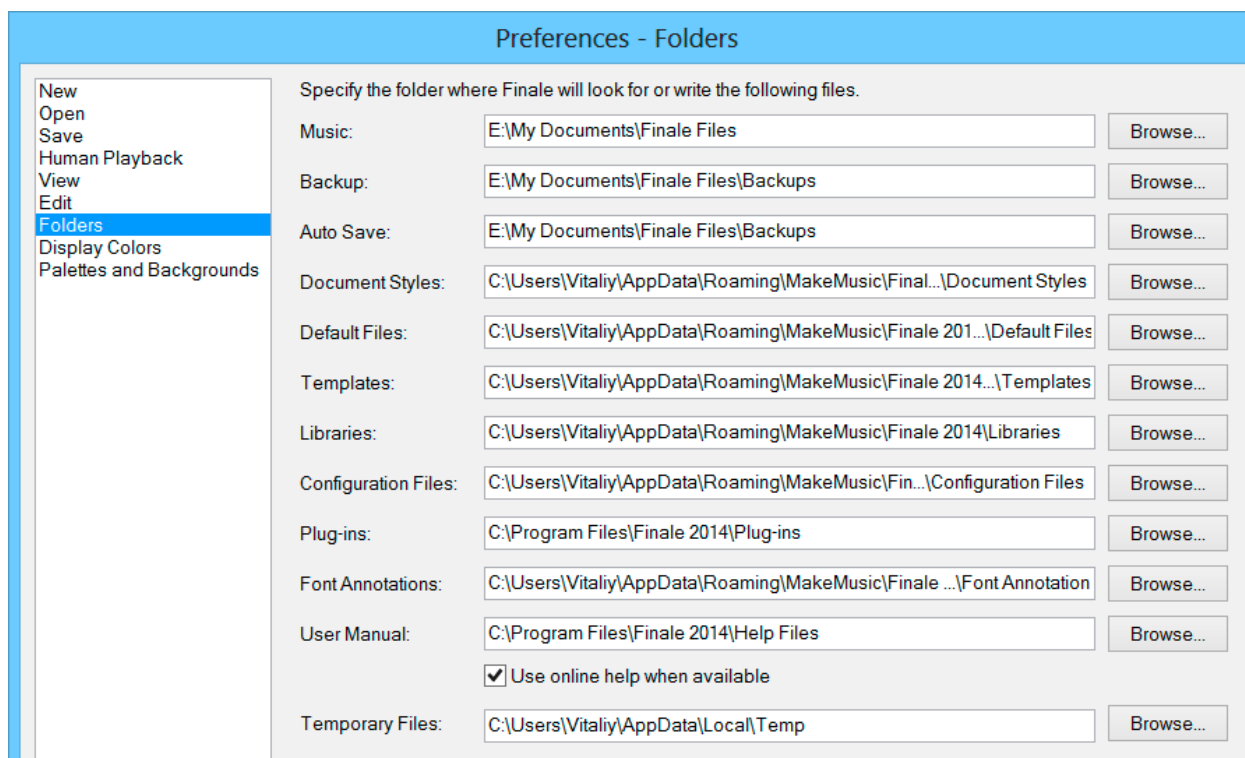 Preferences - Folders
New
Open
Save
Human Playback
View
Edit
Folders
Display Colors
Palettes and Backgrounds
Specify the folder where Finale will look for or write the following files.
Music: E:\My Documents\Finale Files Browse...
Backup: E:\My Documents\Finale Files\Backups Browse...
Auto Save: E:\My Documents\Finale Files\Backups Browse...
Document Styles: C:\Users\Vitaliy\AppData\Roaming\MakeMusic\Final...\Document Styles Browse...
Default Files: C:\Users\Vitaliy\AppData\Roaming\MakeMusic\Finale 201...\Default Files Browse...
Templates: C:\Users\Vitaliy\AppData\Roaming\MakeMusic\Finale 2014...\Templates Browse...
Libraries: C:\Users\Vitaliy\AppData\Roaming\MakeMusic\Finale 2014\Libraries Browse...
Configuration Files: C:\Users\Vitaliy\AppData\Roaming\MakeMusic\Fin...\Configuration Files Browse...
Plug-ins: C:\Program Files\Finale 2014\Plug-ins Browse...
Font Annotations: C:\Users\Vitaliy\AppData\Roaming\MakeMusic\Finale ...\Font Annotation Browse...
User Manual: C:\Program Files\Finale 2014\Help Files Browse...
Use online help when available
Temporary Files: C:\Users\Vitaliy\AppData\Local\Temp Browse...